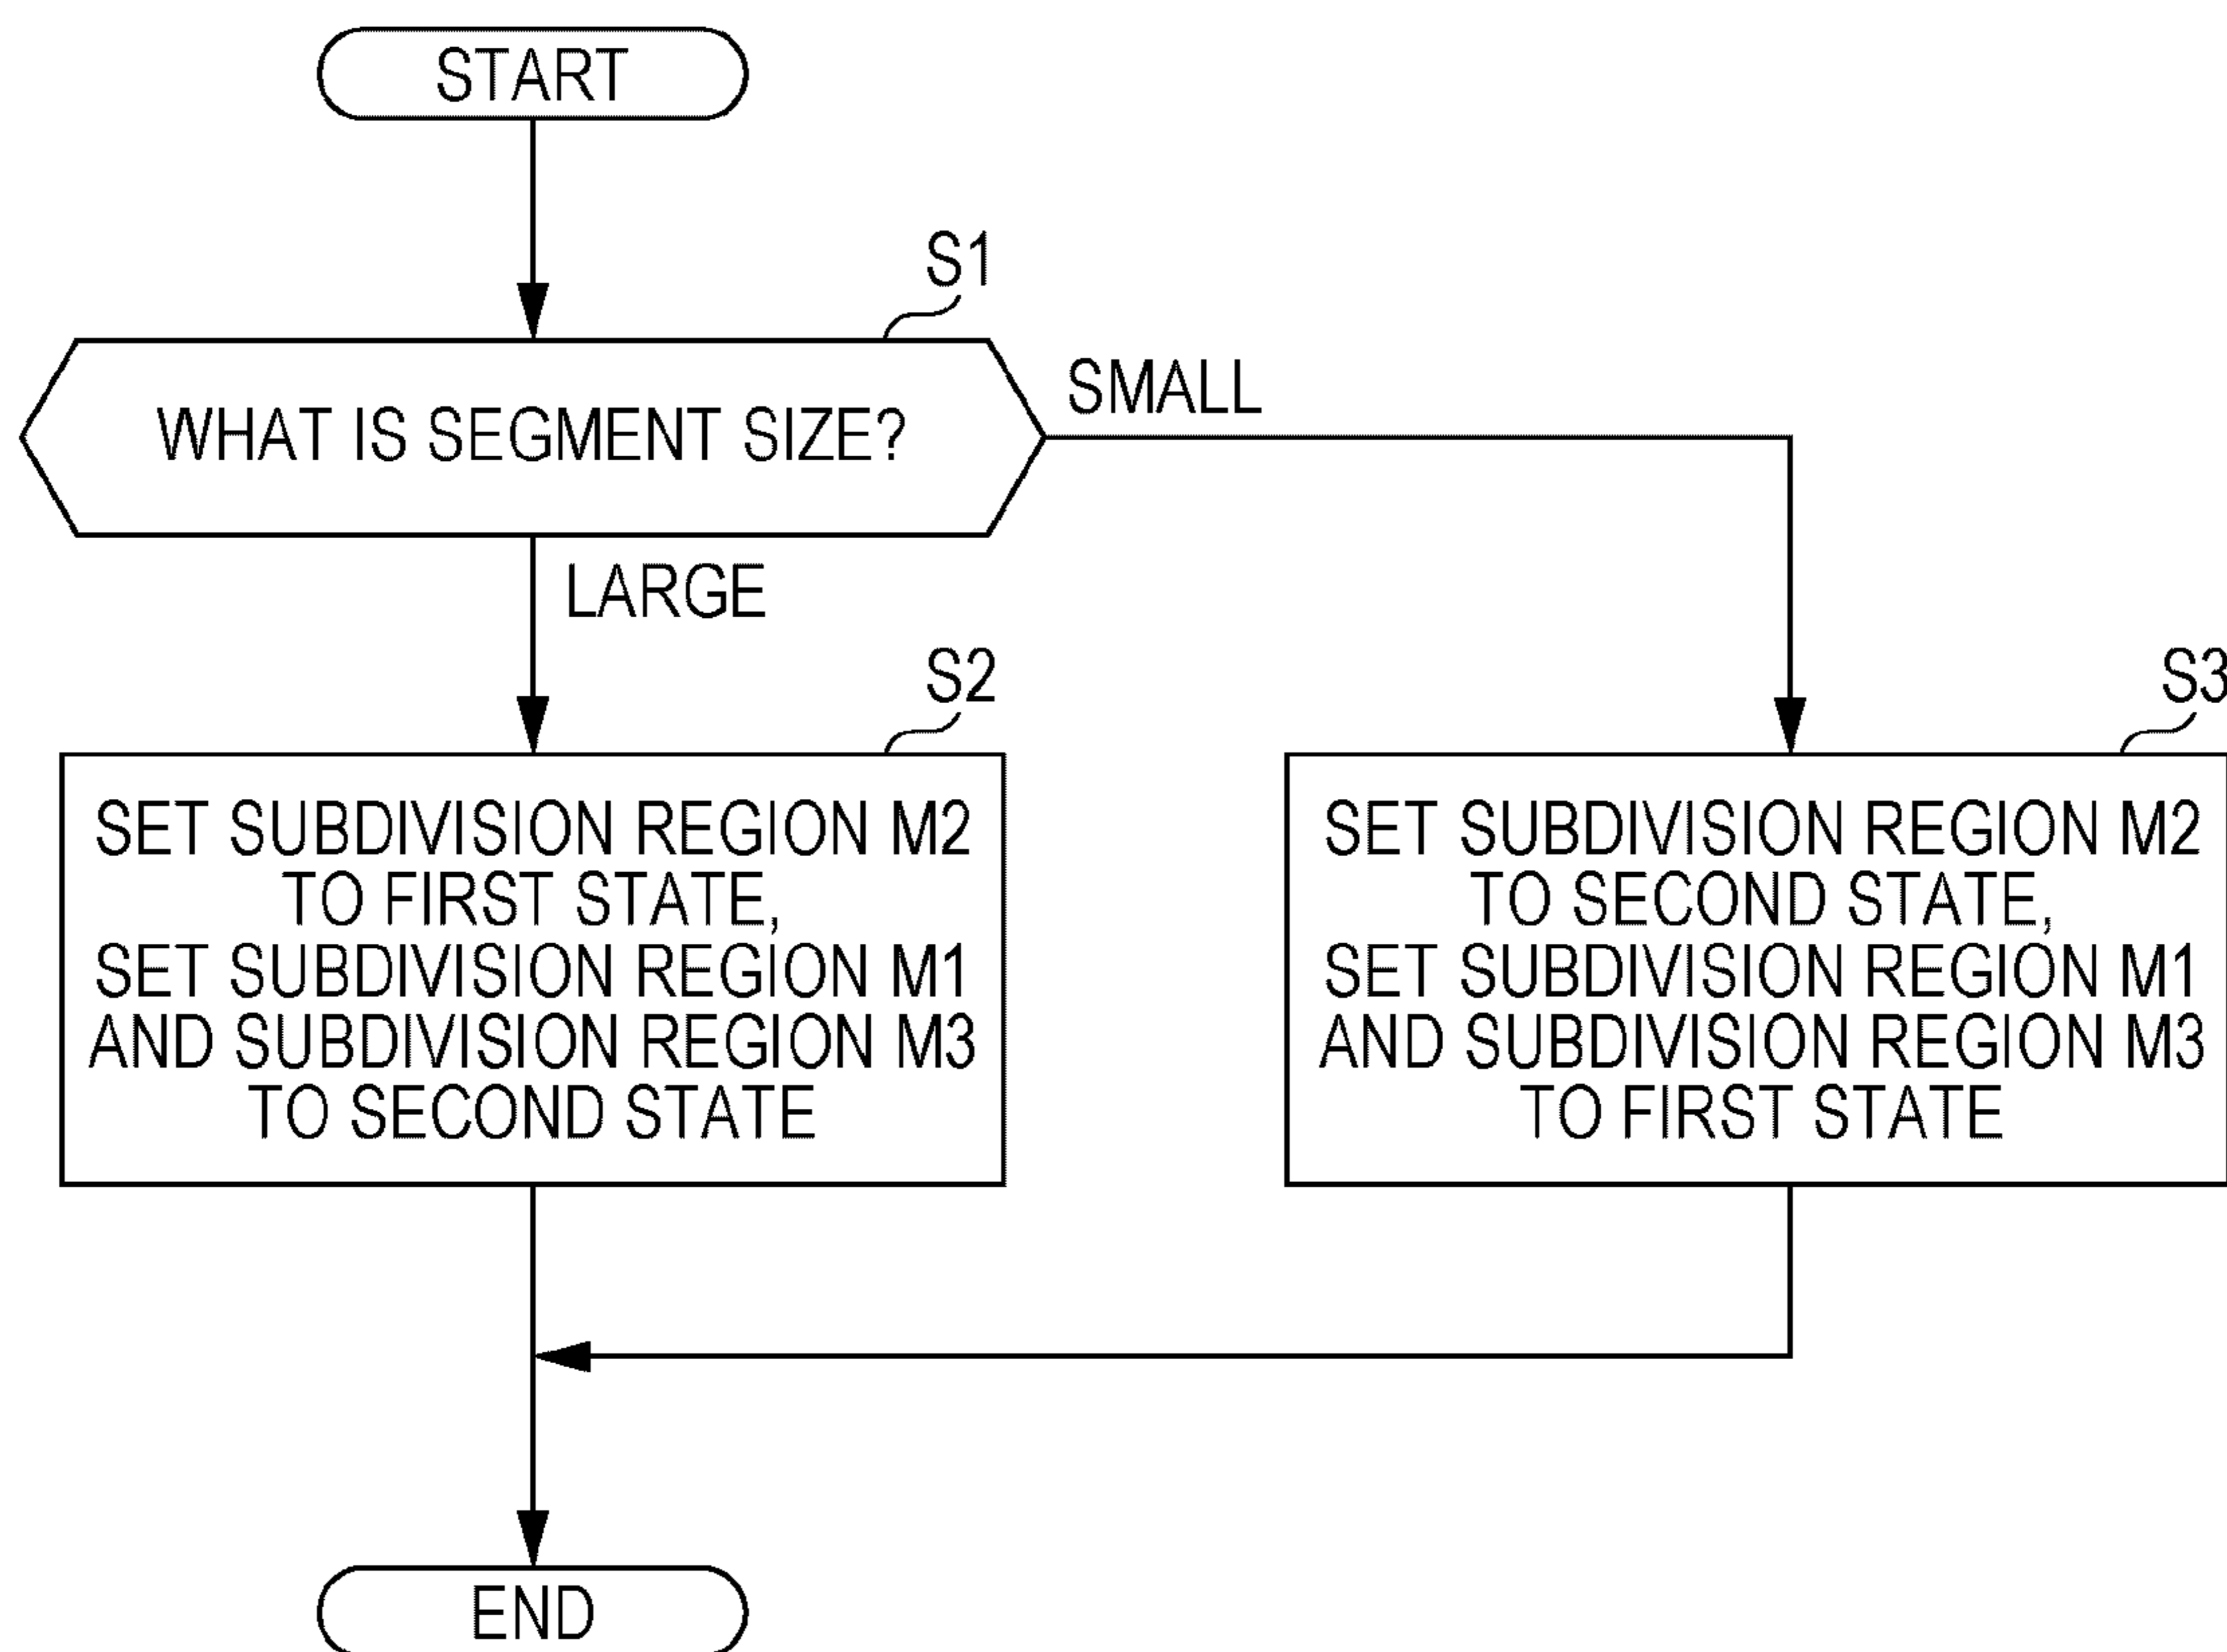 START
S1
WHAT IS SEGMENT SIZE?
SMALL
LARGE
S2
SET SUBDIVISION REGION M2
TO FIRST STATE,
SET SUBDIVISION REGION M1
AND SUBDIVISION REGION M3
TO SECOND STATE
S3
SET SUBDIVISION REGION M2
TO SECOND STATE,
SET SUBDIVISION REGION M1
AND SUBDIVISION REGION M3
TO FIRST STATE
END